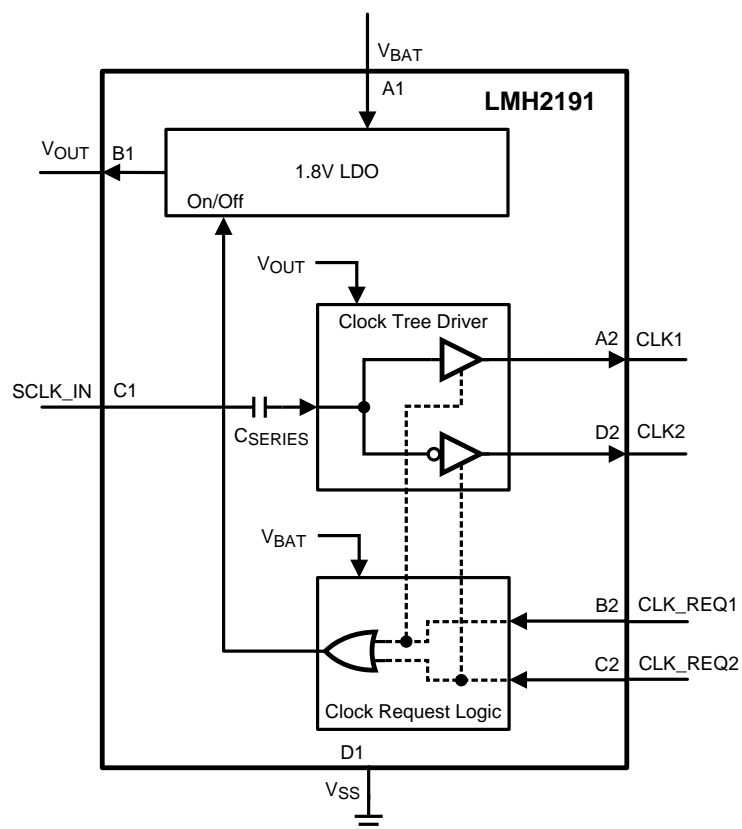 VBAT
A1
LMH2191
VOUT
B1
1.8V LDO
On/Off
VOUT
Clock Tree Driver
A2
CLK1
SCLK_IN
C1
CSERIES
D2
CLK2
VBAT
B2
CLK_REQ1
C2
CLK_REQ2
Clock Request Logic
D1
VSS